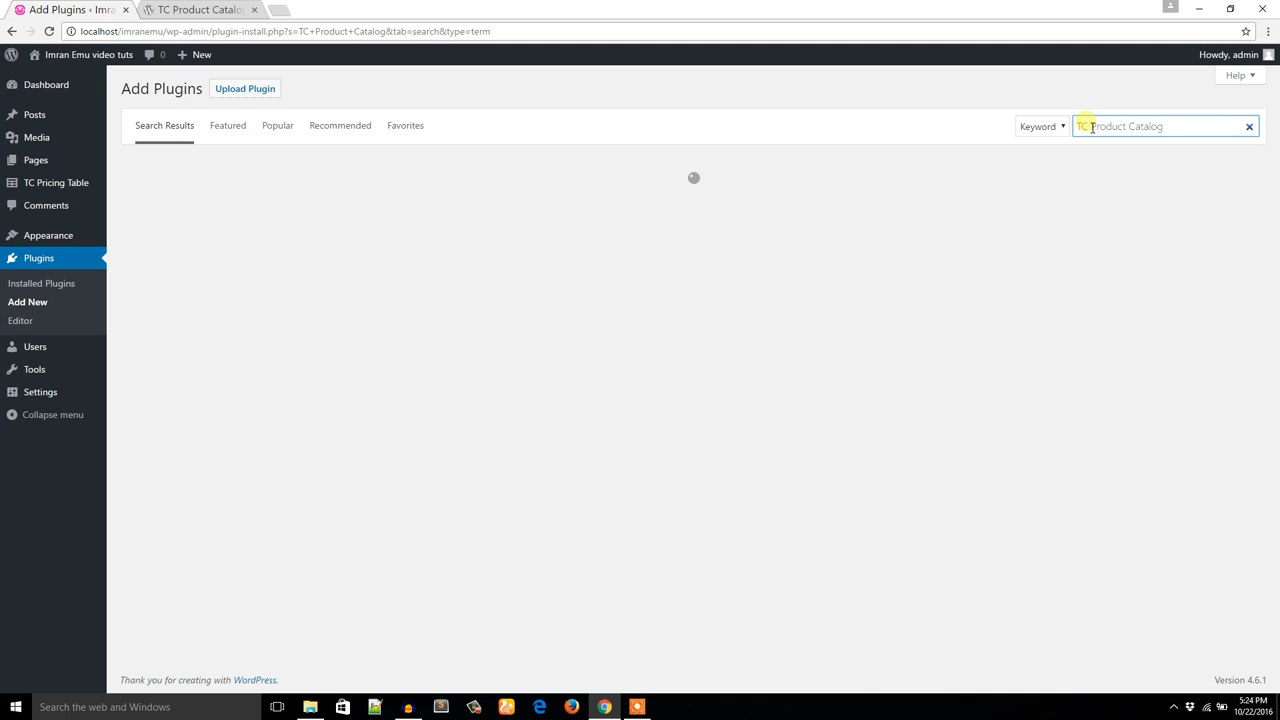 Add Plugins ‹ Imra
TC Product Catalo
localhost/imranemu/wp-admin/plugin-install.php?s=TC+Product+Catalog&tab=search&type=term
Imran Emu video tuts
0
New
Howdy, admin
Dashboard
Posts
Media
Pages
TC Pricing Table
Comments
Appearance
Plugins
Installed Plugins
Add New
Editor
Users
Tools
Settings
Collapse menu
Help
Add Plugins
Upload Plugin
Search Results
Featured
Popular
Recommended
Favorites
Keyword
TC Product Catalog
Thank you for creating with WordPress.
Version 4.6.1
Search the web and Windows
5:24 PM
10/22/2016